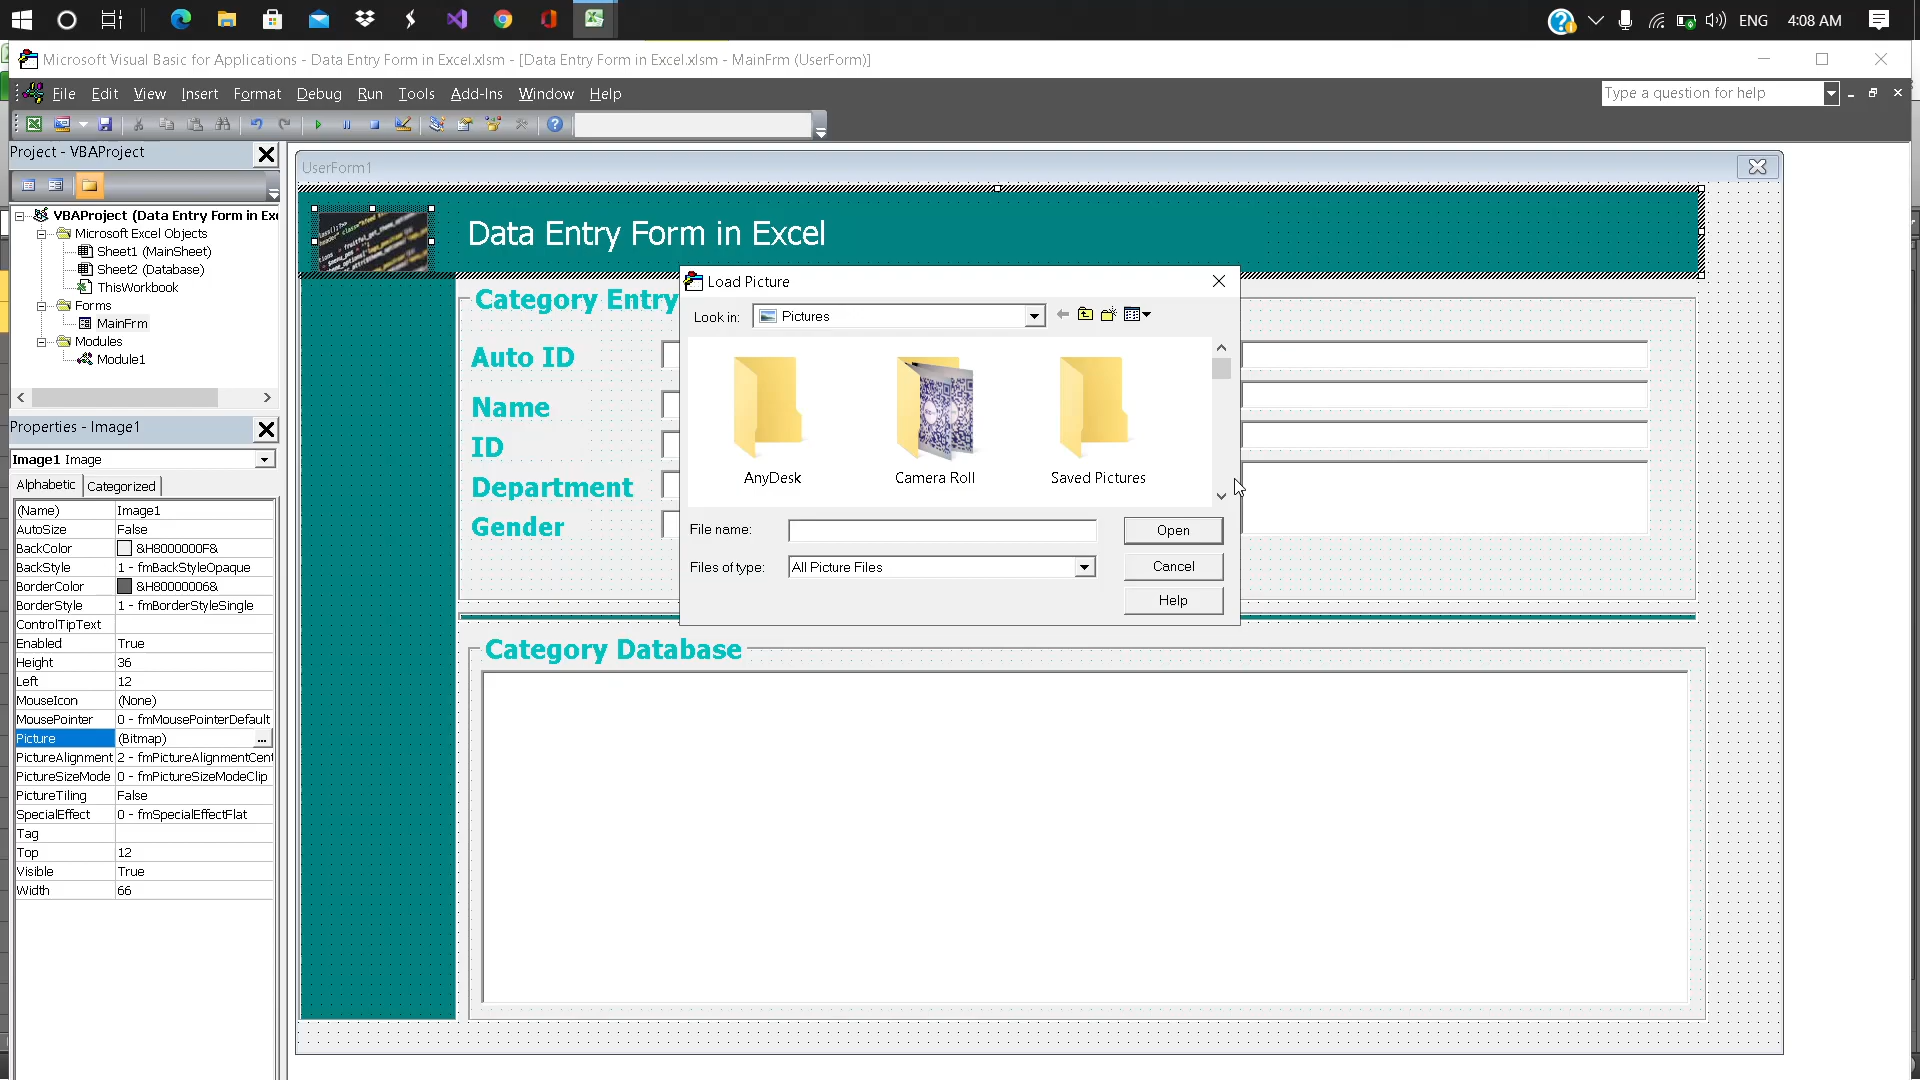 ENG 4:08 AM
Microsoft Visual Basic for Applications - Data Entry Form in Excel.xlsm - [Data Entry Form in Excel.xlsm - MainFrm (UserForm)]
File Edit View Insert Format Debug Run Tools Add-Ins Window Help
Type a question for help
Project - VBAProject
VBAProject (Data Entry Form in Exc
Microsoft Excel Objects
Sheet1 (MainSheet)
Sheet2 (Database)
ThisWorkbook
Forms
MainFrm
Modules
Module1
Properties - Image1
Image1 Image
Alphabetic Categorized
(Name) Image1
AutoSize False
BackColor &H8000000F&
BackStyle 1 - fmBackStyleOpaque
BorderColor &H80000006&
BorderStyle 1 - fmBorderStyleSingle
ControlTipText
Enabled True
Height 36
Left 12
MouseIcon (None)
MousePointer 0 - fmMousePointerDefault
Picture (Bitmap) ...
PictureAlignment 2 - fmPictureAlignmentCent
PictureSizeMode 0 - fmPictureSizeModeClip
PictureTiling False
SpecialEffect 0 - fmSpecialEffectFlat
Tag
Top 12
Visible True
Width 66
UserForm1
Data Entry Form in Excel
Category Entry
Auto ID
Name
ID
Department
Gender
Load Picture
Look in: Pictures
AnyDesk Camera Roll Saved Pictures
File name: Open
Files of type: All Picture Files Cancel
Help
Category Database